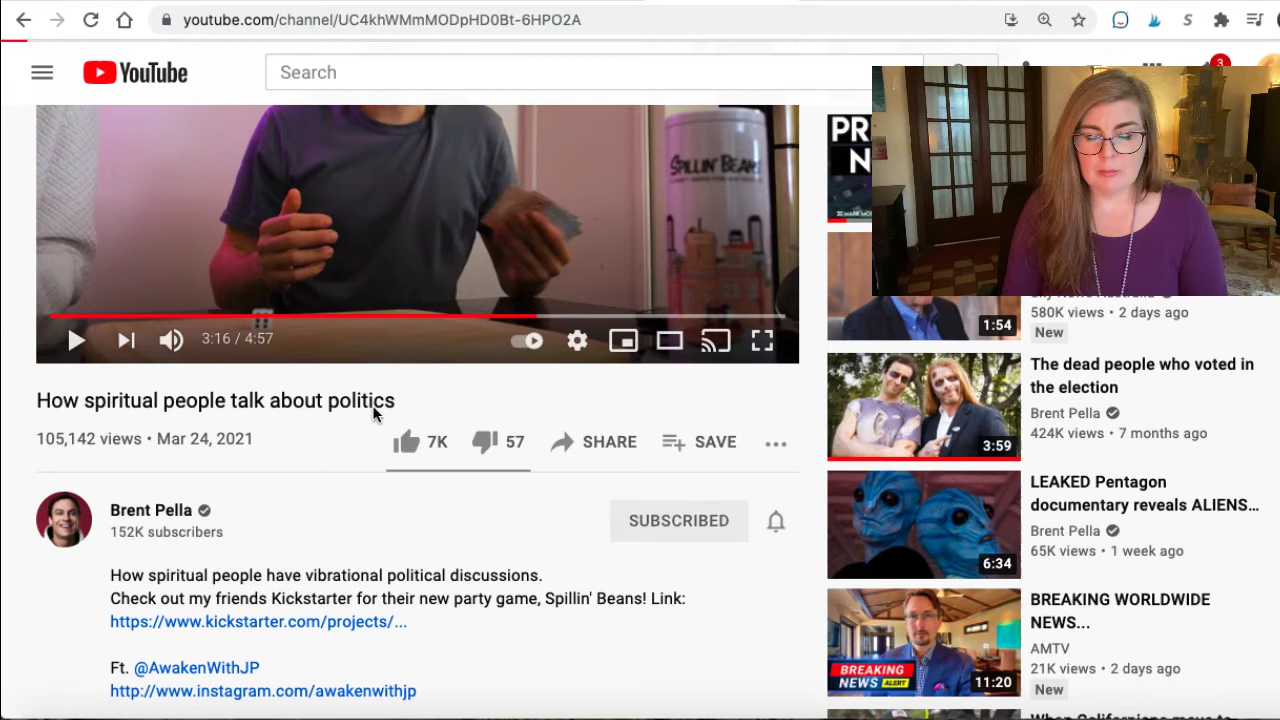 youtube.com/channel/UC4khWMmMODpHD0Bt-6HPO2A
YouTube
Search
3
SPILLIN' BEANS
3:16 / 4:57
How spiritual people talk about politics
105,142 views • Mar 24, 2021
7K
57
SHARE
SAVE
Brent Pella
152K subscribers
SUBSCRIBED
How spiritual people have vibrational political discussions.
Check out my friends Kickstarter for their new party game, Spillin' Beans! Link:
https://www.kickstarter.com/projects/...
Ft. @AwakenWithJP
http://www.instagram.com/awakenwithjp
PR
N
1:54
580K views • 2 days ago
New
3:59
The dead people who voted in
the election
Brent Pella
424K views • 7 months ago
6:34
LEAKED Pentagon
documentary reveals ALIENS...
Brent Pella
65K views • 1 week ago
BREAKING
NEWS ALERT
11:20
BREAKING WORLDWIDE
NEWS...
AMTV
21K views • 2 days ago
New